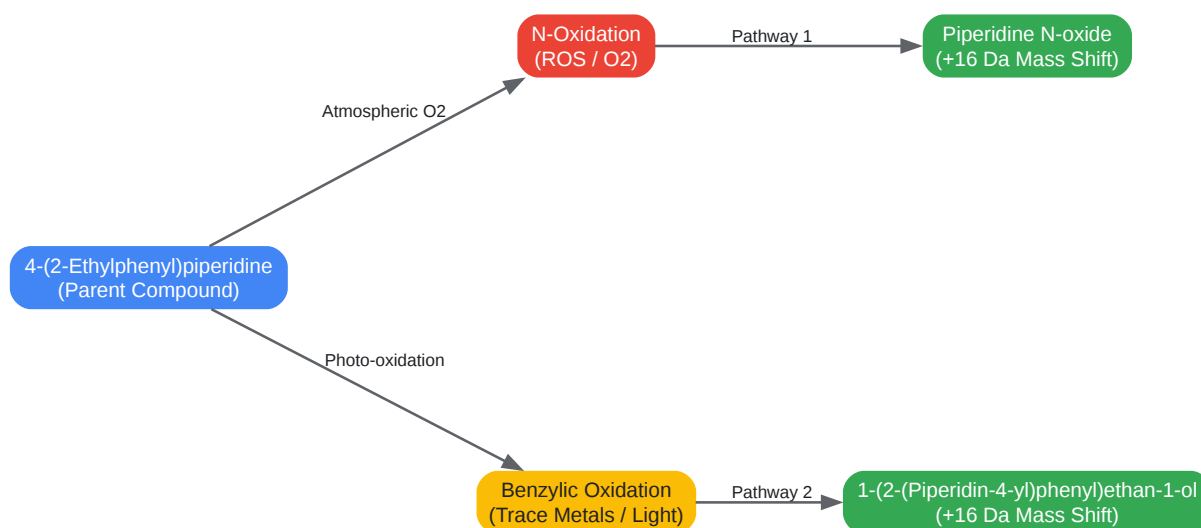 N-Oxidation
(ROS / O2)
Pathway 1
Piperidine N-oxide
(+16 Da Mass Shift)
Atmospheric O2
4-(2-Ethylphenyl)piperidine
(Parent Compound)
Photo-oxidation
Benzylic Oxidation
(Trace Metals / Light)
Pathway 2
1-(2-(Piperidin-4-yl)phenyl)ethan-1-ol
(+16 Da Mass Shift)